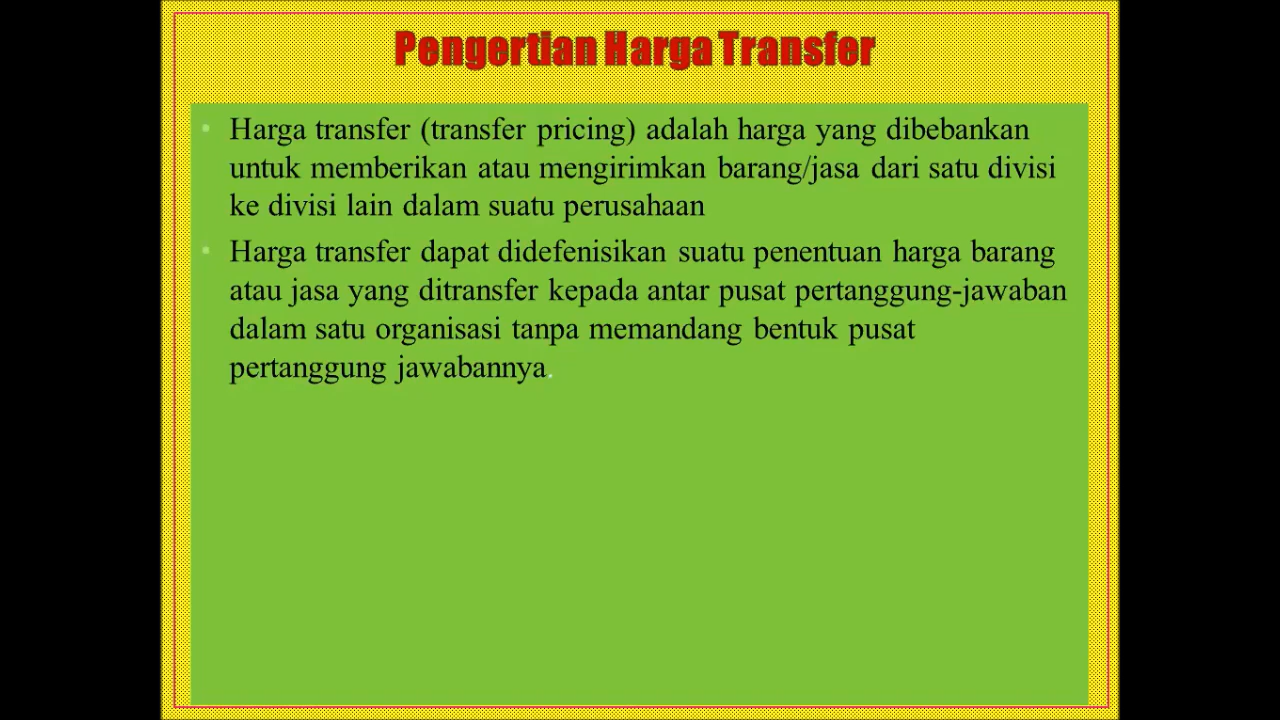 Pengertian Harga Transfer
• Harga transfer (transfer pricing) adalah harga yang dibebankan
untuk memberikan atau mengirimkan barang/jasa dari satu divisi
ke divisi lain dalam suatu perusahaan
• Harga transfer dapat didefenisikan suatu penentuan harga barang
atau jasa yang ditransfer kepada antar pusat pertanggung-jawaban
dalam satu organisasi tanpa memandang bentuk pusat
pertanggung jawabannya.